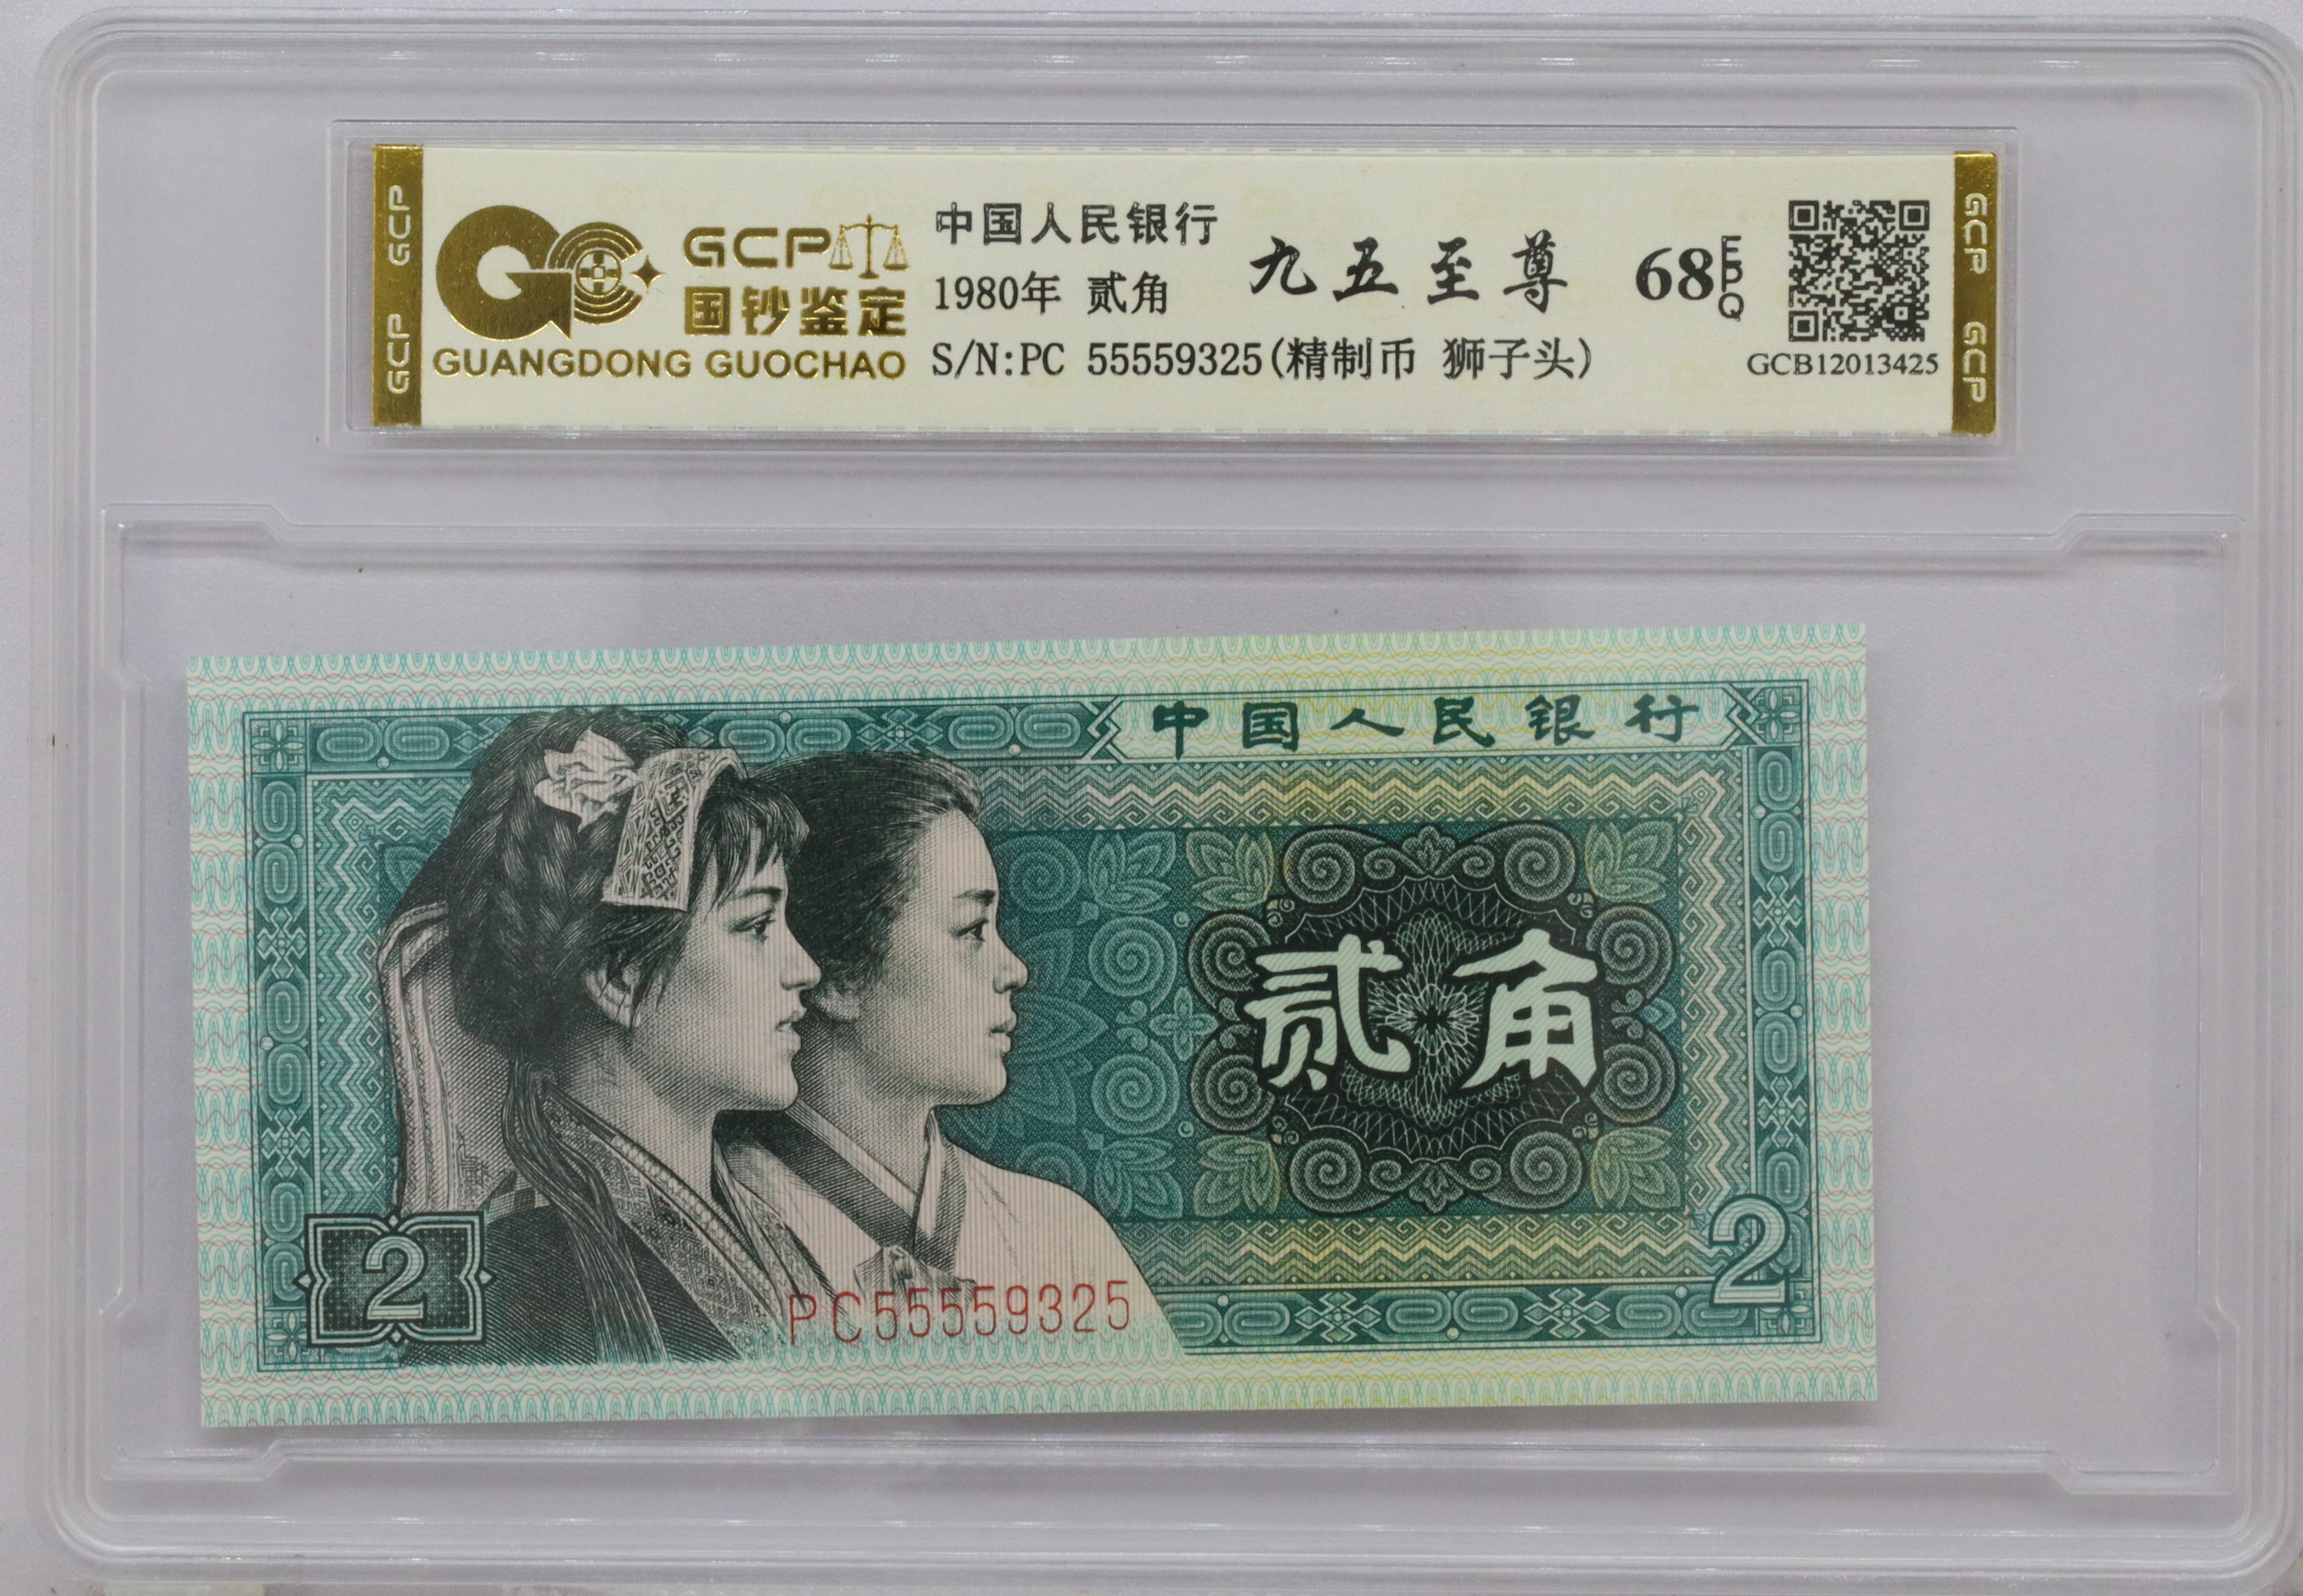 GCP GCP
GCP
国钞鉴定
GUANGDONG GUOCHAO
中国人民银行
1980年 贰角
S/N:PC 55559325(精制币 狮子头)
九五至尊
68EPQ
GCB12013425
GCP GCP
中国人民银行
贰角
2
PC55559325
2